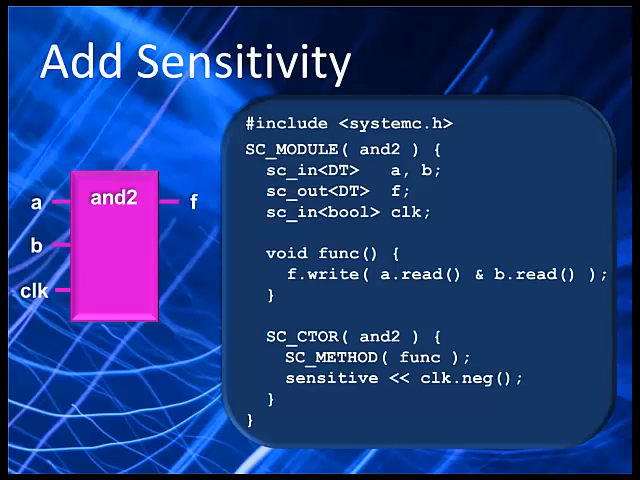 Add Sensitivity
#include <systemc.h>
SC_MODULE( and2 ) {
sc_in<DT> a, b;
sc_out<DT> f;
sc_in<bool> clk;
void func() {
f.write( a.read() & b.read() );
}
SC_CTOR( and2 ) {
SC_METHOD( func );
sensitive << clk.neg();
}
}
and2
a
f
b
clk